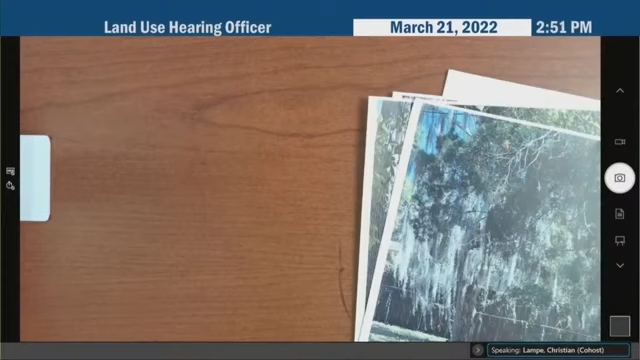 Land Use Hearing Officer
March 21, 2022
2:51 PM
Speaking: Lampe, Christian (Cohost)